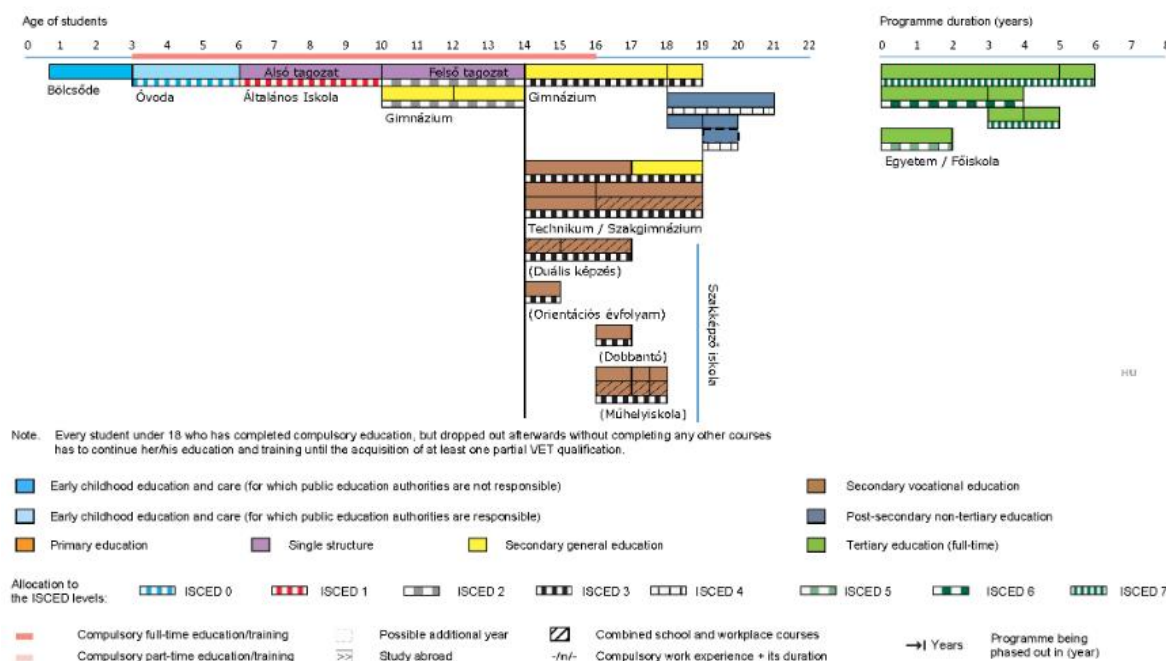 Age of students
Programme duration (years)
0 1 2 3 4 5 6 7 8 9 10 11 12 13 14 15 16 17 18 19 20 21 22
0 1 2 3 4 5 6 7 8
Alsó tagozat
Felső tagozat
Bölcsőde
Óvoda
Általános Iskola
Gimnázium
Gimnázium
Egyetem / Főiskola
Technikum / Szakgimnázium
(Duális képzés)
(Orientációs évfolyam)
(Dobbantó)
(Műhelyiskola)
Szakképző iskola
HU
Note. Every student under 18 who has completed compulsory education, but dropped out afterwards without completing any other courses
has to continue her/his education and training until the acquisition of at least one partial VET qualification.
Early childhood education and care (for which public education authorities are not responsible)
Secondary vocational education
Early childhood education and care (for which public education authorities are responsible)
Post-secondary non-tertiary education
Primary education
Single structure
Secondary general education
Tertiary education (full-time)
Allocation to
the ISCED levels:
ISCED 0
ISCED 1
ISCED 2
ISCED 3
ISCED 4
ISCED 5
ISCED 6
ISCED 7
Compulsory full-time education/training
Possible additional year
Combined school and workplace courses
Years
Programme being
phased out in (year)
Compulsory part-time education/training
>> Study abroad
-/n/- Compulsory work experience + its duration